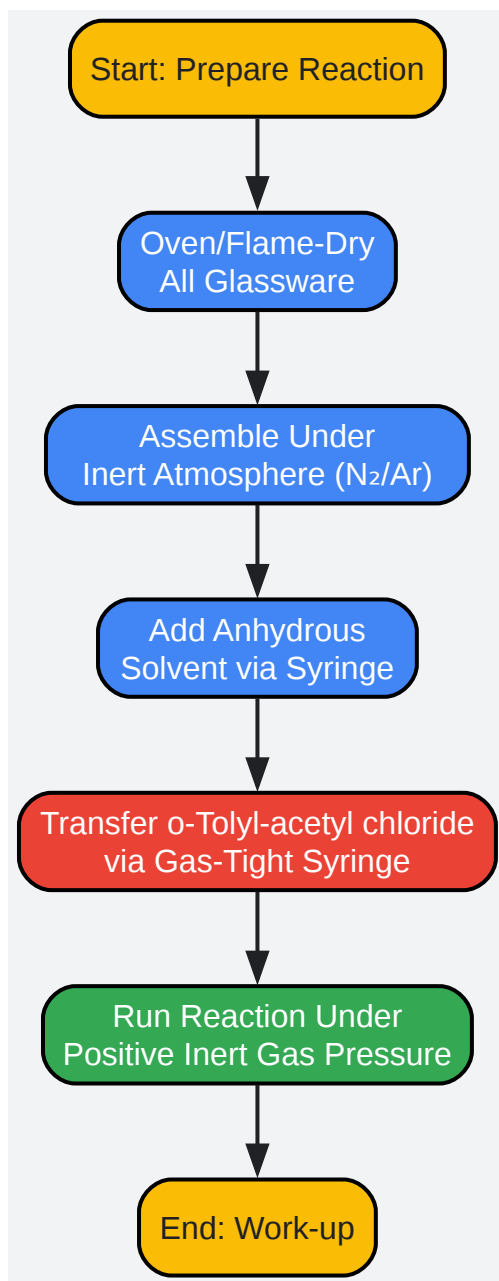 Start: Prepare Reaction
Oven/Flame-Dry
All Glassware
Assemble Under
Inert Atmosphere (N₂/Ar)
Add Anhydrous
Solvent via Syringe
Transfer o-Tolyl-acetyl chloride
via Gas-Tight Syringe
Run Reaction Under
Positive Inert Gas Pressure
End: Work-up